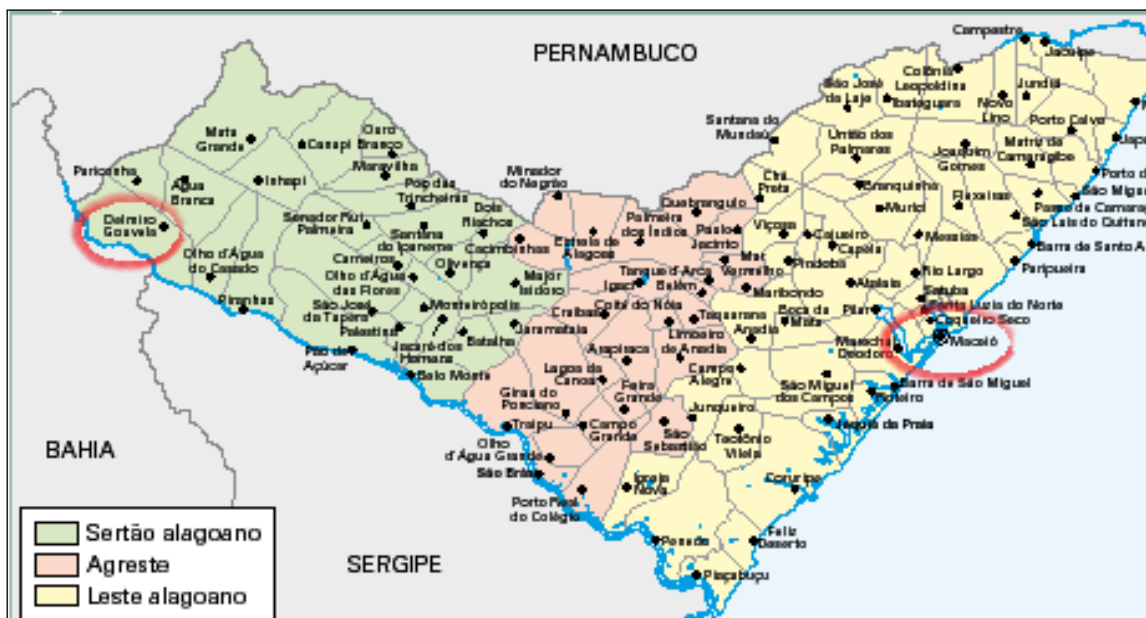 PERNAMBUCO
Campestre
Jacuípe
Colônia
Leopoldina
São José
da Laje
Ibateguara
Jundiá
Novo
Lino
Porto Calvo
Santana do
Mundaú
União dos
Palmares
Joaquim
Gomes
Matriz de
Camaragibe
Mata
Grande
Canapi
Ouro
Branco
Maravilha
Pariconha
Água
Branca
Inhapi
Poço das
Trincheiras
Mirador
do Negrão
Chã
Preta
Branquinha
Flexeiras
Quebrangulo
Murici
Delmiro
Gouveia
Senador Rui
Palmeira
Santana
do Ipanema
Dois
Riachos
Cacimbinhas
Estrela de
Alagoas
Palmeira
dos Índios
Paulo
Jacinto
Viçosa
Cajueiro
Capela
Messias
Barra de Santo A
Olho d'Água
do Casado
Carneiros
Olho d'Água
das Flores
Olivança
Major
Isidoro
Igaci
Tanque d'Arca
Belém
Mar
Vermelho
Pindoba
Maribondo
Atalaia
Rio Largo
Satuba
Paripueira
Piranhas
São José
da Tapera
Monteirópolis
Palestina
Jacaré dos
Homens
Batalha
Jaramataia
Craíbas
Coité do Nóia
Taquarana
Limoeiro
de Anadia
Anadia
Boca da
Mata
Pilar
Santa Luzia do Norte
Coqueiro Seco
Maceió
Marechal
Deodoro
Pão de
Açúcar
Belo Monte
Arapiraca
Lagoa da
Canoa
Feira
Grande
Campo
Alegre
São Miguel
dos Campos
Barra de São Miguel
Roteiro
Girau do
Ponciano
Junqueiro
Jequiá da Praia
Traipu
Campo
Grande
São
Sebastião
Teotônio
Vilela
BAHIA
Olho
d'Água Grande
São Brás
Igreja
Nova
Coruripe
Porto Real
do Colégio
Feliz
Deserto
Penedo
Piaçabuçu
SERGIPE
Sertão alagoano
Agreste
Leste alagoano